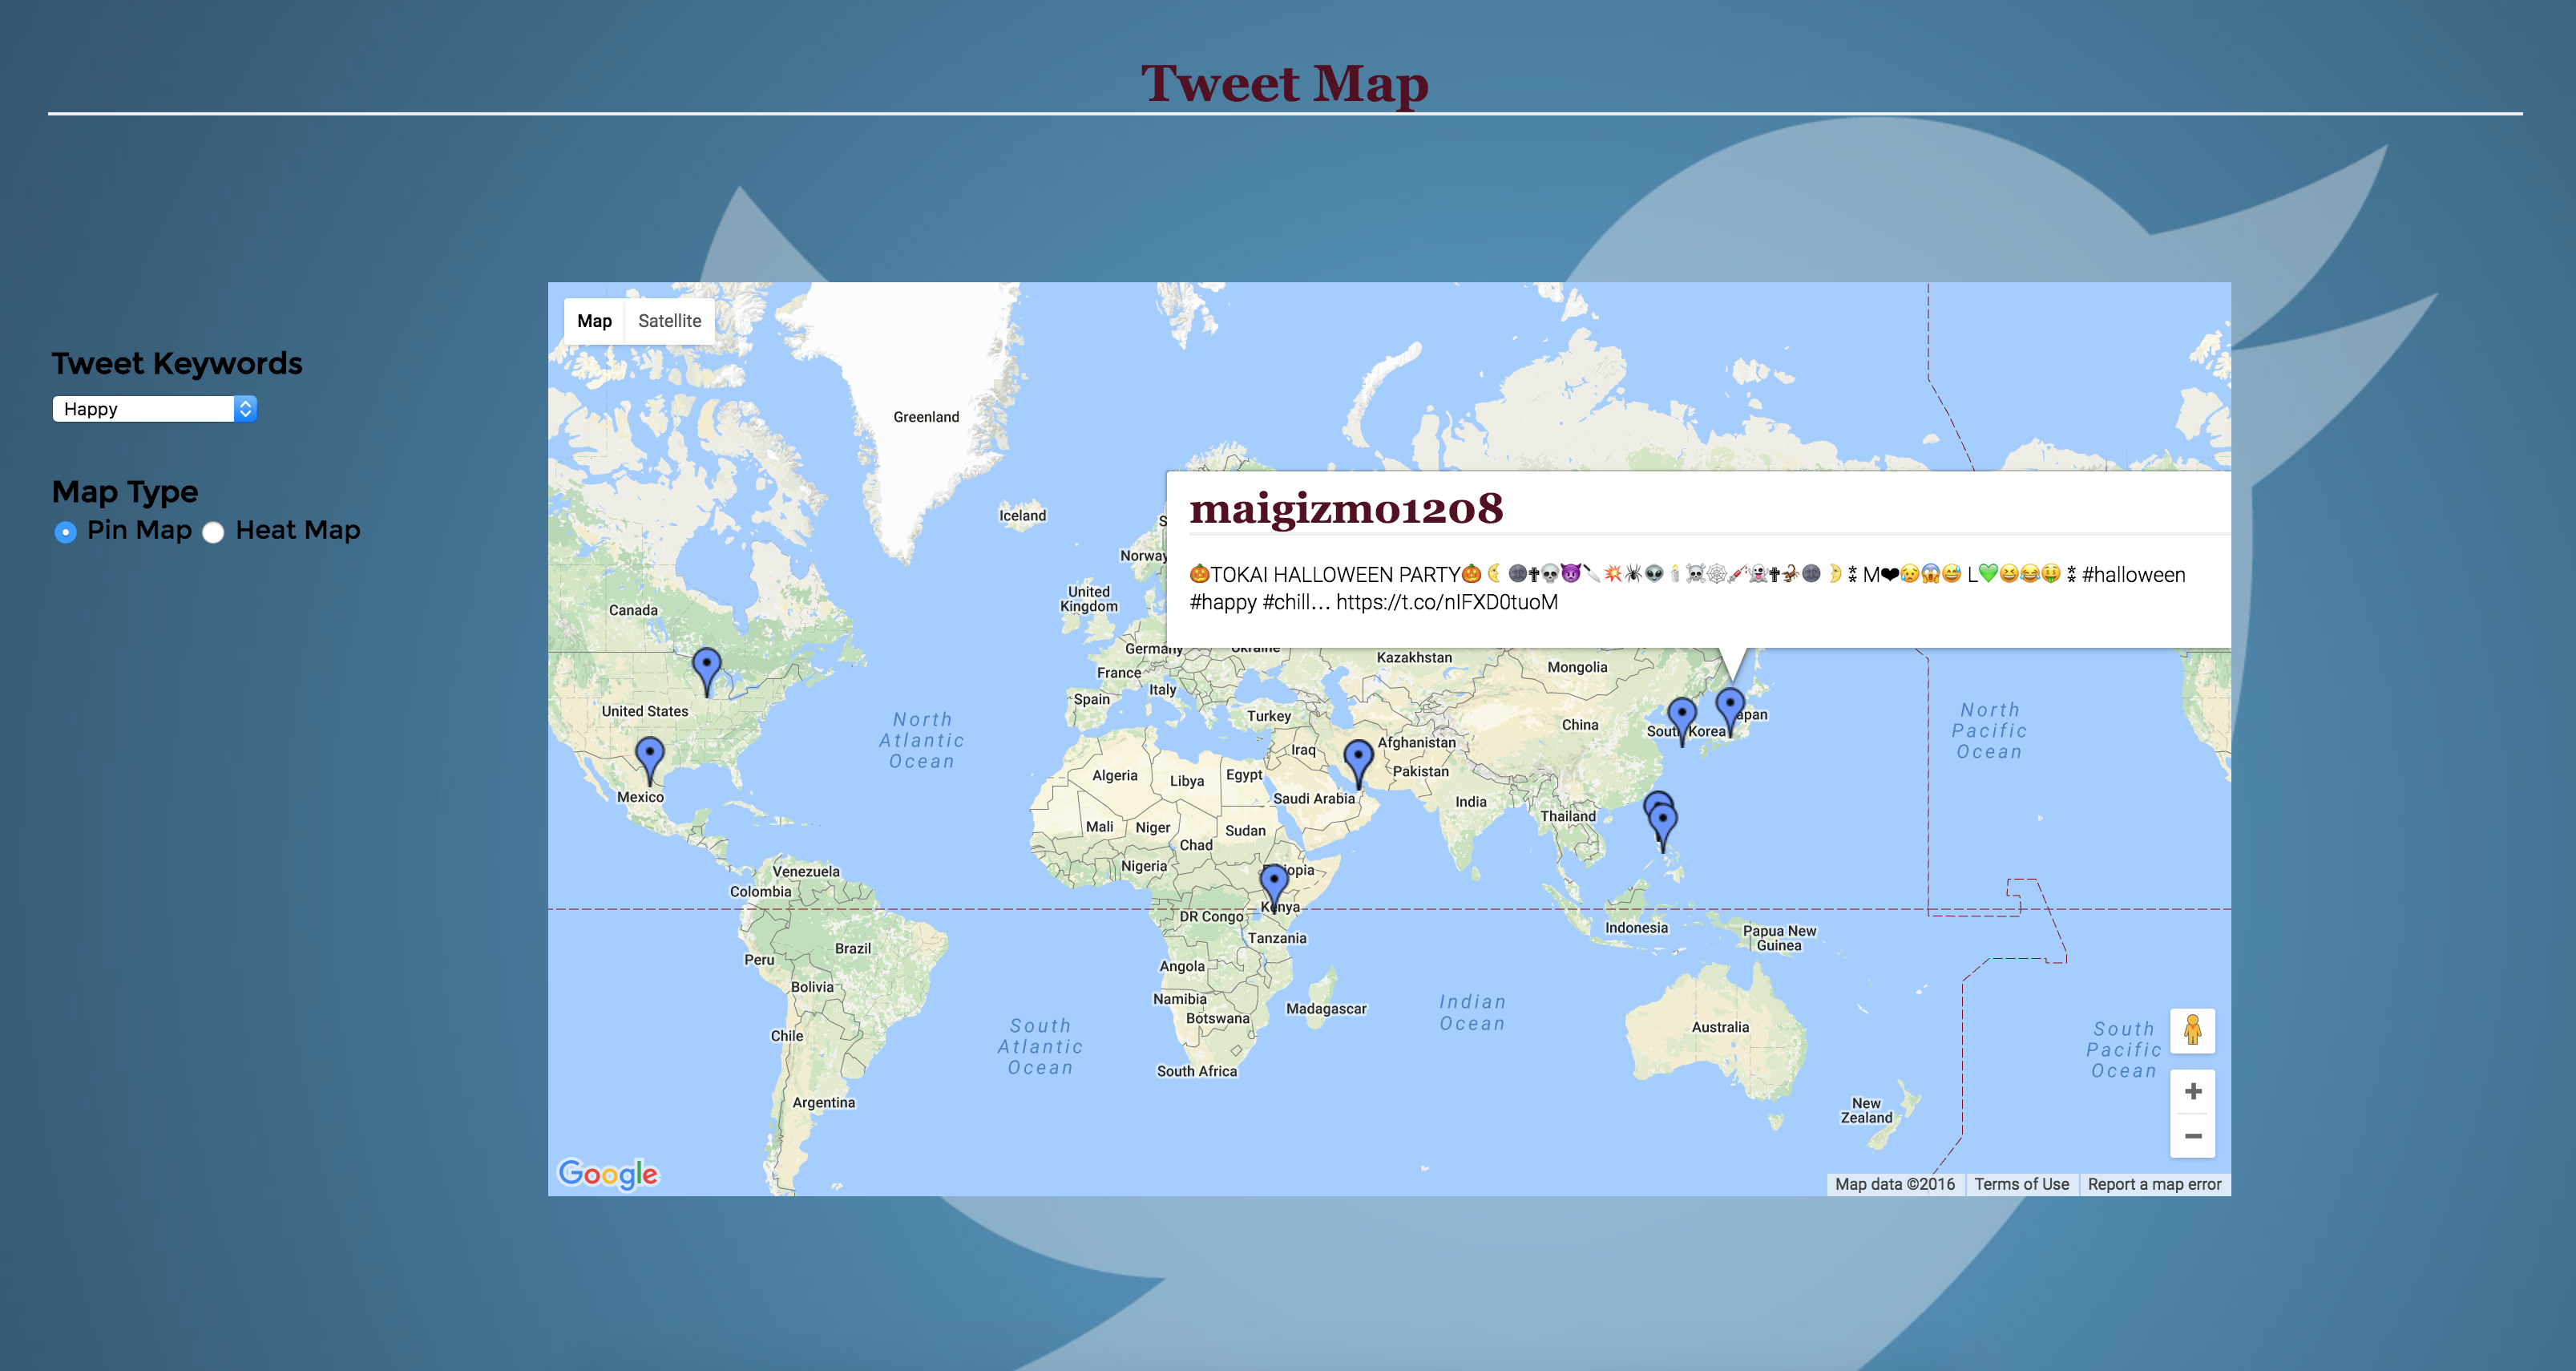 Tweet Map
Tweet Keywords
Happy
Map Type
Pin Map Heat Map
Map Satellite
Greenland
Iceland
Norway
United
Kingdom
Canada
maigizmo1208
🎃TOKAI HALLOWEEN PARTY🎃🌜🌚✝💀😈🔪💥🕷👽🕯☠🕸💉👻✝🦂🌚🌛⁑ M❤😥😱😅 L💚😆😂🤑⁑ #halloween
#happy #chill… https://t.co/nIFXD0tuoM
Germany
Ukraine
Kazakhstan
Mongolia
France
Italy
Spain
United States
Turkey
China
South Korea
North
Atlantic
Ocean
North
Pacific
Ocean
Iraq
Afghanistan
Algeria
Libya
Egypt
Pakistan
Mexico
Saudi Arabia
India
Thailand
Mali
Niger
Sudan
Chad
Nigeria
Venezuela
Colombia
Kenya
DR Congo
Indonesia
Papua New
Guinea
Tanzania
Brazil
Peru
Angola
Bolivia
Namibia
Botswana
Madagascar
Indian
Ocean
South
Atlantic
Ocean
Australia
South
Pacific
Ocean
Chile
South Africa
Argentina
New
Zealand
Google
Map data ©2016 Terms of Use Report a map error